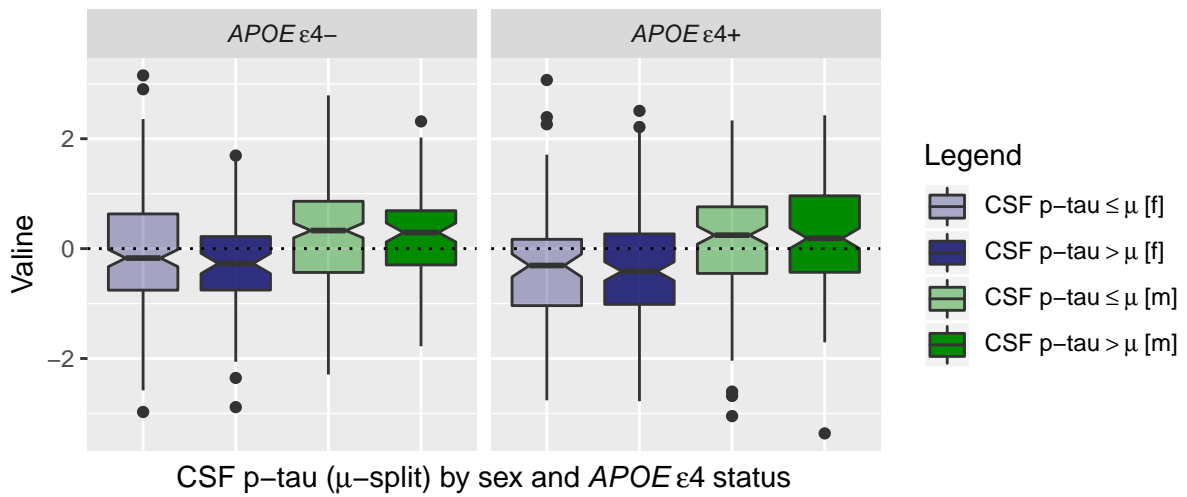 APOE ε4− APOE ε4+
Valine
2
0
−2
CSF p−tau (μ−split) by sex and APOE ε4 status
Legend
CSF p−tau ≤ μ [f]
CSF p−tau > μ [f]
CSF p−tau ≤ μ [m]
CSF p−tau > μ [m]